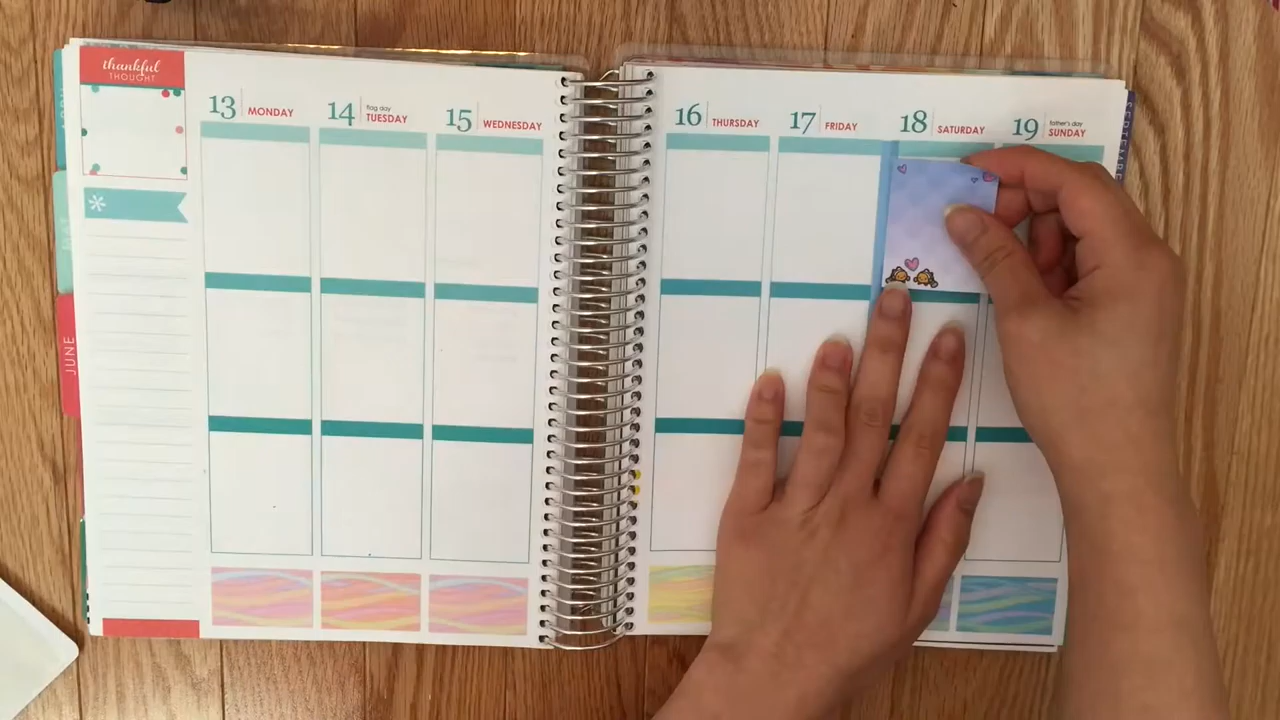 thankful
THOUGHT
13 MONDAY
14 flag day TUESDAY
15 WEDNESDAY
16 THURSDAY
17 FRIDAY
18 SATURDAY
19 father's day SUNDAY
JUNE